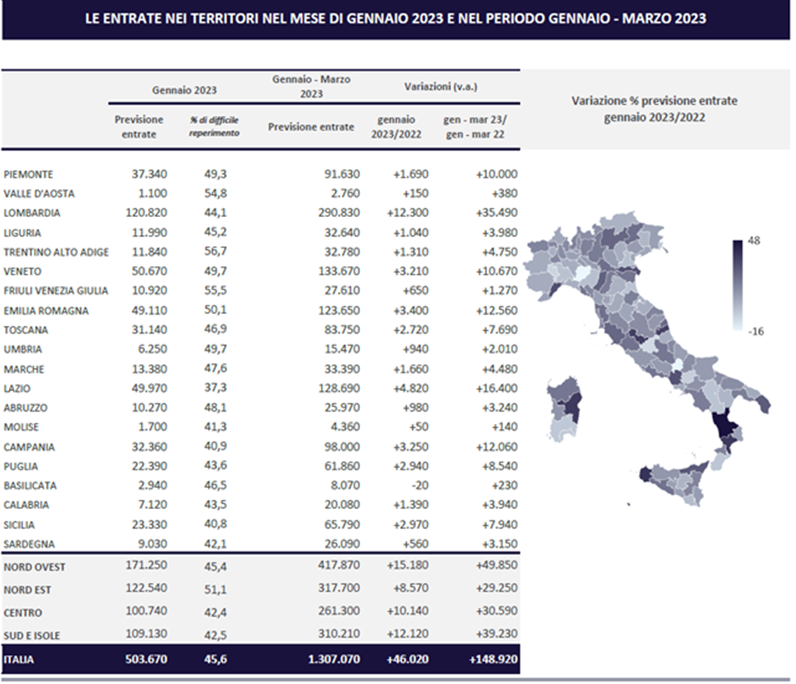 LE ENTRATE NEI TERRITORI NEL MESE DI GENNAIO 2023 E NEL PERIODO GENNAIO - MARZO 2023
Gennaio 2023 Gennaio - Marzo 2023 Variazioni (v.a.)
Previsione entrate % di difficile reperimento Previsione entrate gennaio 2023/2022 gen - mar 23/ gen - mar 22
PIEMONTE 37.340 49,3 91.630 +1.690 +10.000
VALLE D'AOSTA 1.100 54,8 2.760 +150 +380
LOMBARDIA 120.820 44,1 290.830 +12.300 +35.490
LIGURIA 11.990 45,2 32.640 +1.040 +3.980
TRENTINO ALTO ADIGE 11.840 56,7 32.780 +1.310 +4.750
VENETO 50.670 49,7 133.670 +3.210 +10.670
FRIULI VENEZIA GIULIA 10.920 55,5 27.610 +650 +1.270
EMILIA ROMAGNA 49.110 50,1 123.650 +3.400 +12.560
TOSCANA 31.140 46,9 83.750 +2.720 +7.690
UMBRIA 6.250 49,7 15.470 +940 +2.010
MARCHE 13.380 47,6 33.390 +1.660 +4.480
LAZIO 49.970 37,3 128.690 +4.820 +16.400
ABRUZZO 10.270 48,1 25.970 +980 +3.240
MOLISE 1.700 41,3 4.360 +50 +140
CAMPANIA 32.360 40,9 98.000 +3.250 +12.060
PUGLIA 22.390 43,6 61.860 +2.940 +8.540
BASILICATA 2.940 46,5 8.070 -20 +230
CALABRIA 7.120 43,5 20.080 +1.390 +3.940
SICILIA 23.330 40,8 65.790 +2.970 +7.940
SARDEGNA 9.030 42,1 26.090 +560 +3.150
NORD OVEST 171.250 45,4 417.870 +15.180 +49.850
NORD EST 122.540 51,1 317.700 +8.570 +29.250
CENTRO 100.740 42,4 261.300 +10.140 +30.590
SUD E ISOLE 109.130 42,5 310.210 +12.120 +39.230
ITALIA 503.670 45,6 1.307.070 +46.020 +148.920
Variazione % previsione entrate
gennaio 2023/2022
48
-16